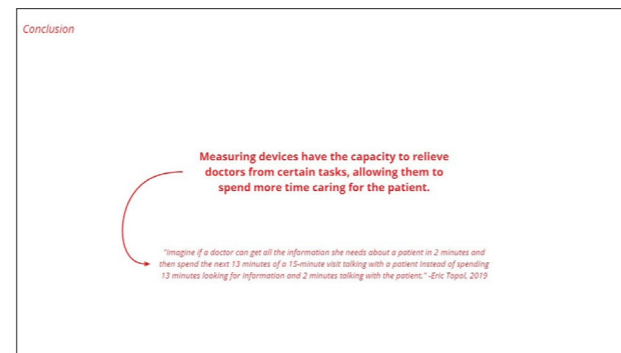 Conclusion
Measuring devices have the capacity to relieve
doctors from certain tasks, allowing them to
spend more time caring for the patient.
"Imagine if a doctor can get all the information she needs about a patient in 2 minutes and
then spend the next 13 minutes of a 15-minute visit talking with a patient instead of spending
13 minutes looking for information and 2 minutes talking with the patient." -Eric Topol, 2019